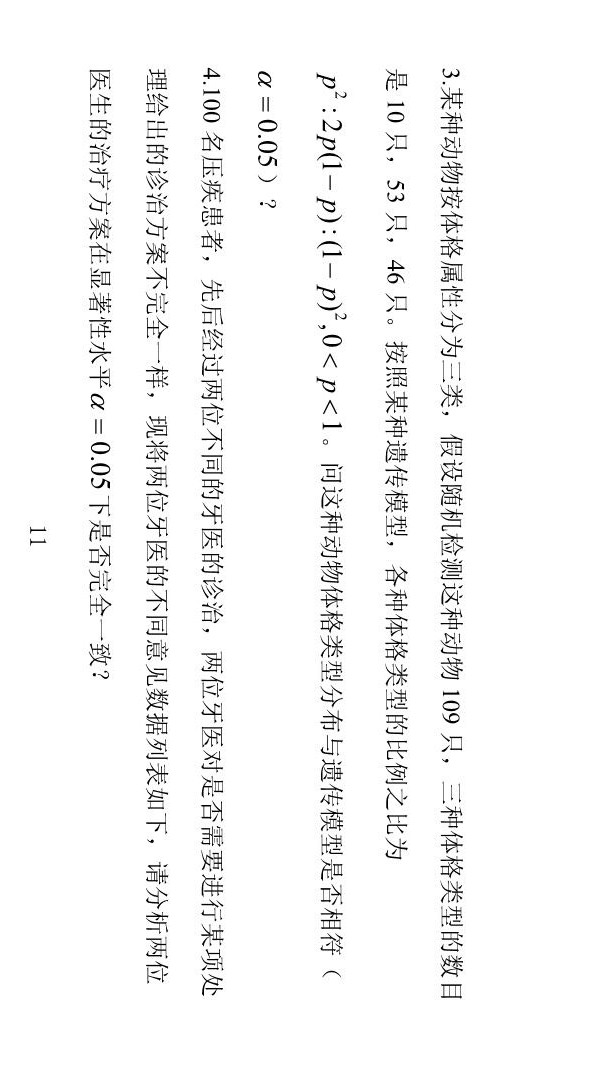 3.某种动物按体格属性分为三类，假设随机检测这种动物 109 只，三种体格类型的数目
是 10 只，53 只，46 只。按照某种遗传模型，各种体格类型的比例之比为
p²:2p(1−p):(1−p)²,0<p<1。问这种动物体格类型分布与遗传模型是否相符（
α=0.05）？
4.100 名压疾患者，先后经过两位不同的牙医的诊治，两位牙医对是否需要进行某项处
理给出的诊治方案不完全一样，现将两位牙医的不同意见数据列表如下，请分析两位
医生的治疗方案在显著性水平α=0.05下是否完全一致？
11